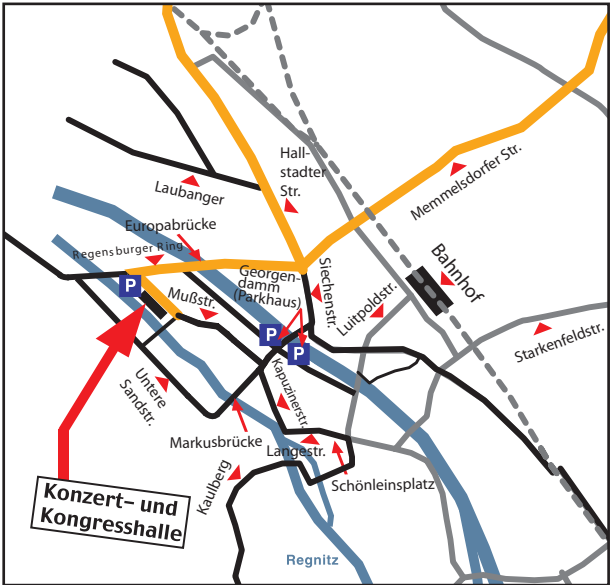 Hall-
stadter
Str.
Memmelsdorfer Str.
Laubanger
Europabrücke
Regensburger Ring
Georgen-
damm
(Parkhaus)
Siechenstr.
Bahnhof
P
Mußstr.
Luitpoldstr.
P
P
Starkenfeldstr.
Untere
Sandstr.
Kapuzinerstr.
Markusbrücke
Langestr.
Kaulberg
Schönleinsplatz
Konzert- und
Kongresshalle
Regnitz